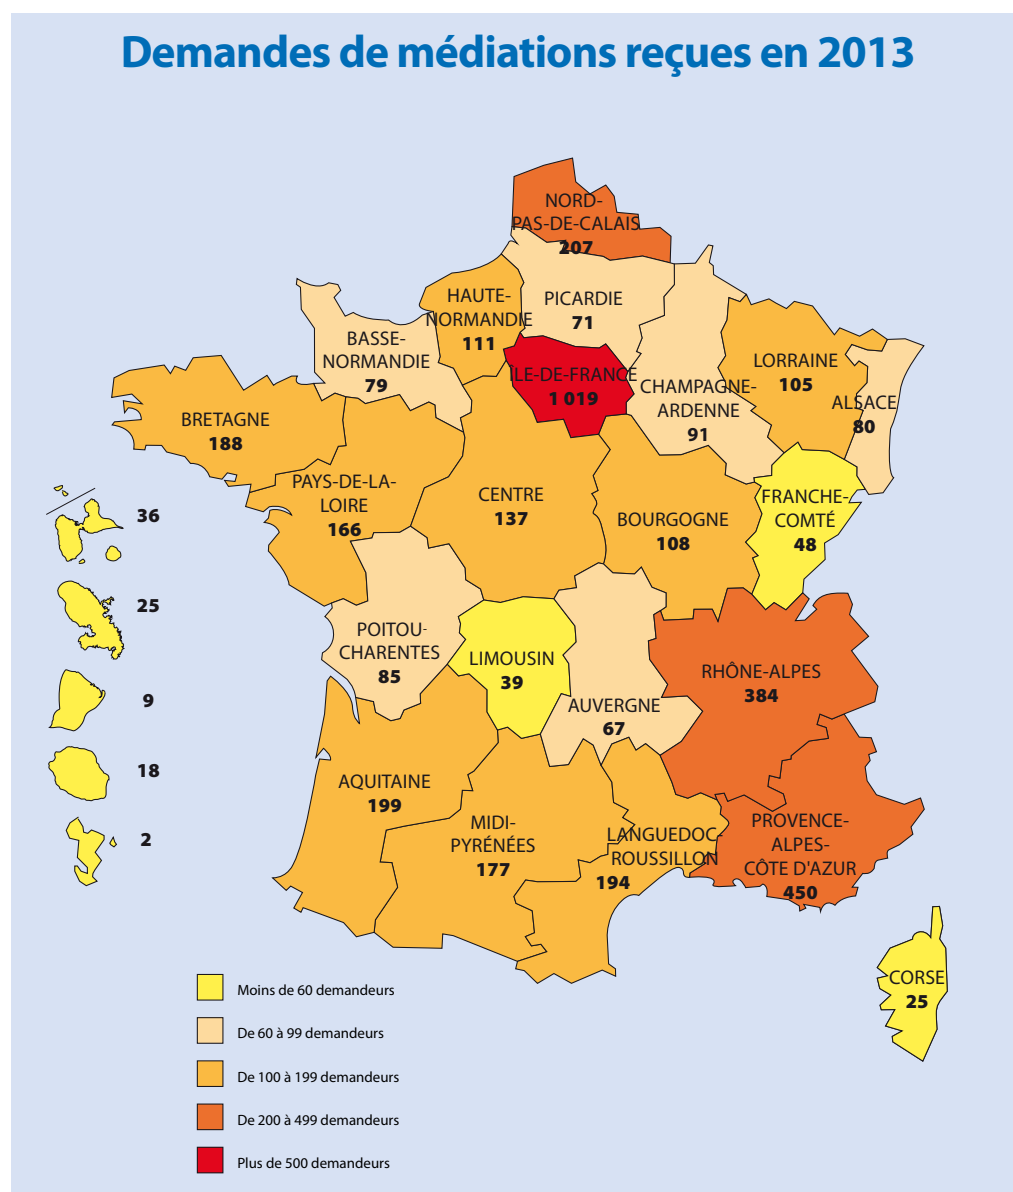 Demandes de médiations reçues en 2013
NORD-
PAS-DE-CALAIS
207
HAUTE-
NORMANDIE
111
PICARDIE
71
BASSE-
NORMANDIE
79
ILE-DE-FRANCE
1 019
CHAMPAGNE-
ARDENNE
91
LORRAINE
105
ALSACE
80
BRETAGNE
188
PAYS-DE-LA-
LOIRE
166
CENTRE
137
BOURGOGNE
108
FRANCHE-
COMTÉ
48
36
25
9
18
2
POITOU-
CHARENTES
85
LIMOUSIN
39
AUVERGNE
67
RHÔNE-ALPES
384
AQUITAINE
199
MIDI-
PYRÉNÉES
177
LANGUEDOC-
ROUSSILLON
194
PROVENCE-
ALPES-
CÔTE D'AZUR
450
CORSE
25
Moins de 60 demandeurs
De 60 à 99 demandeurs
De 100 à 199 demandeurs
De 200 à 499 demandeurs
Plus de 500 demandeurs